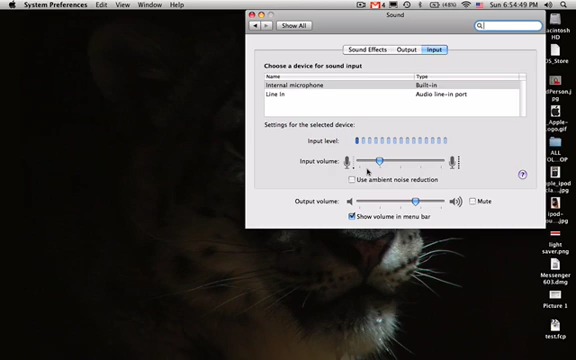 System Preferences Edit View Window Help
4 (48%) Sun 6:54:49 PM
Sound
Show All
Sound Effects Output Input
Choose a device for sound input
Name Type
Internal microphone Built-in
Line In Audio line-in port
Settings for the selected device:
Input level:
Input volume:
Use ambient noise reduction
?
Output volume: Mute
Show volume in menu bar
HD
ALL
light
saver.png
Messenger
603.dmg
Picture 1
test.fcp